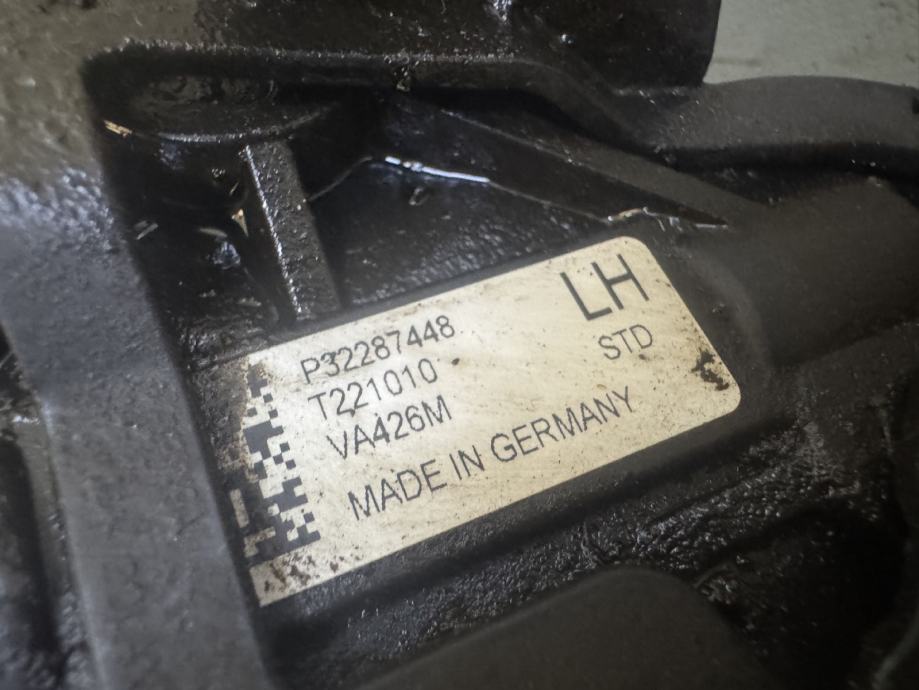 LH
P32287448
STD
T221010
VA426M
MADE IN GERMANY